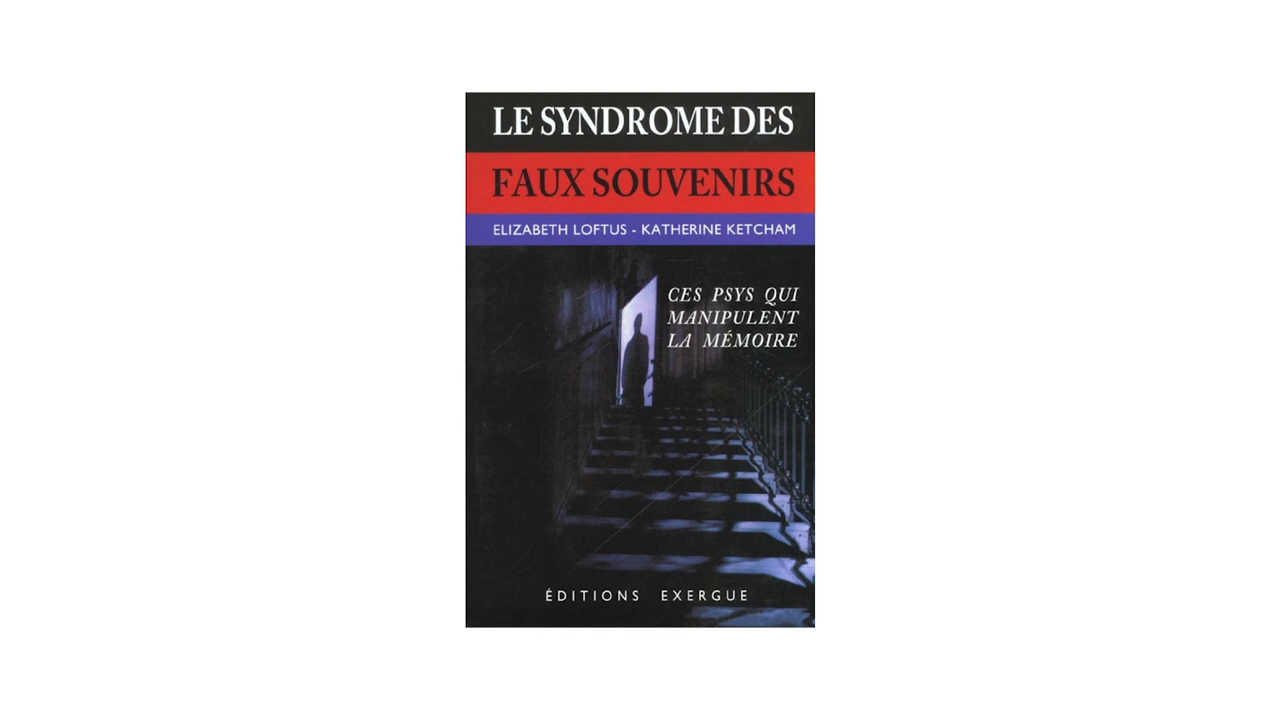 LE SYNDROME DES
FAUX SOUVENIRS
ELIZABETH LOFTUS - KATHERINE KETCHAM
CES PSYS QUI
MANIPULENT
LA MÉMOIRE
ÉDITIONS EXERGUE